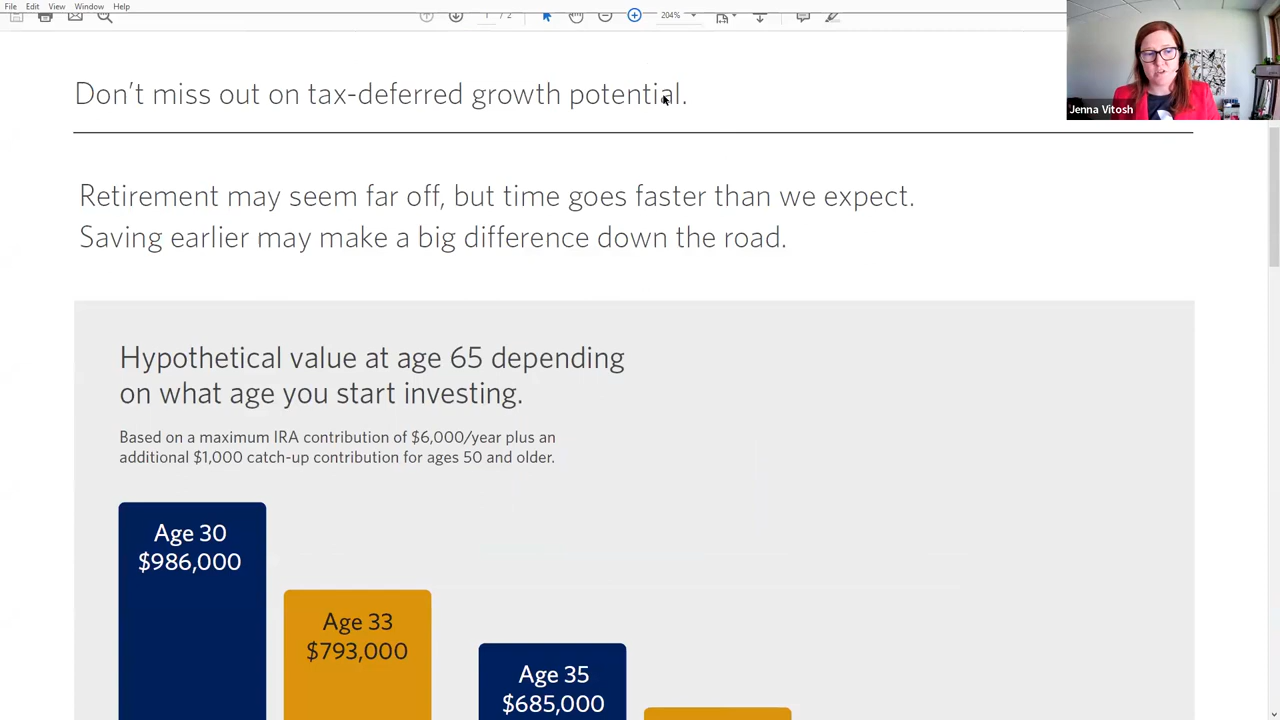 File Edit View Window Help
1 / 2
204%
Jenna Vitosh
Don't miss out on tax-deferred growth potential.
Retirement may seem far off, but time goes faster than we expect.
Saving earlier may make a big difference down the road.
Hypothetical value at age 65 depending
on what age you start investing.
Based on a maximum IRA contribution of $6,000/year plus an
additional $1,000 catch-up contribution for ages 50 and older.
Age 30
$986,000
Age 33
$793,000
Age 35
$685,000